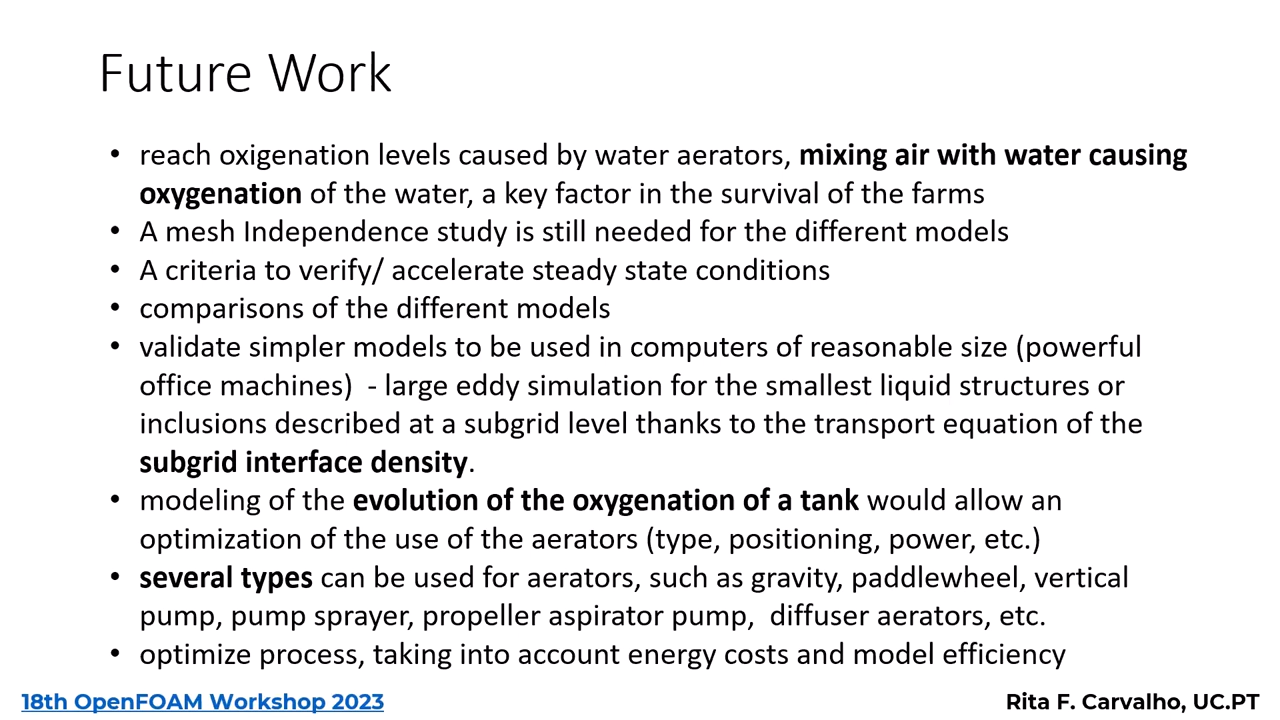 Future Work
• reach oxigenation levels caused by water aerators, mixing air with water causing
oxygenation of the water, a key factor in the survival of the farms
• A mesh Independence study is still needed for the different models
• A criteria to verify/ accelerate steady state conditions
• comparisons of the different models
• validate simpler models to be used in computers of reasonable size (powerful
office machines)  - large eddy simulation for the smallest liquid structures or
inclusions described at a subgrid level thanks to the transport equation of the
subgrid interface density.
• modeling of the evolution of the oxygenation of a tank would allow an
optimization of the use of the aerators (type, positioning, power, etc.)
• several types can be used for aerators, such as gravity, paddlewheel, vertical
pump, pump sprayer, propeller aspirator pump,  diffuser aerators, etc.
• optimize process, taking into account energy costs and model efficiency
18th OpenFOAM Workshop 2023
Rita F. Carvalho, UC.PT